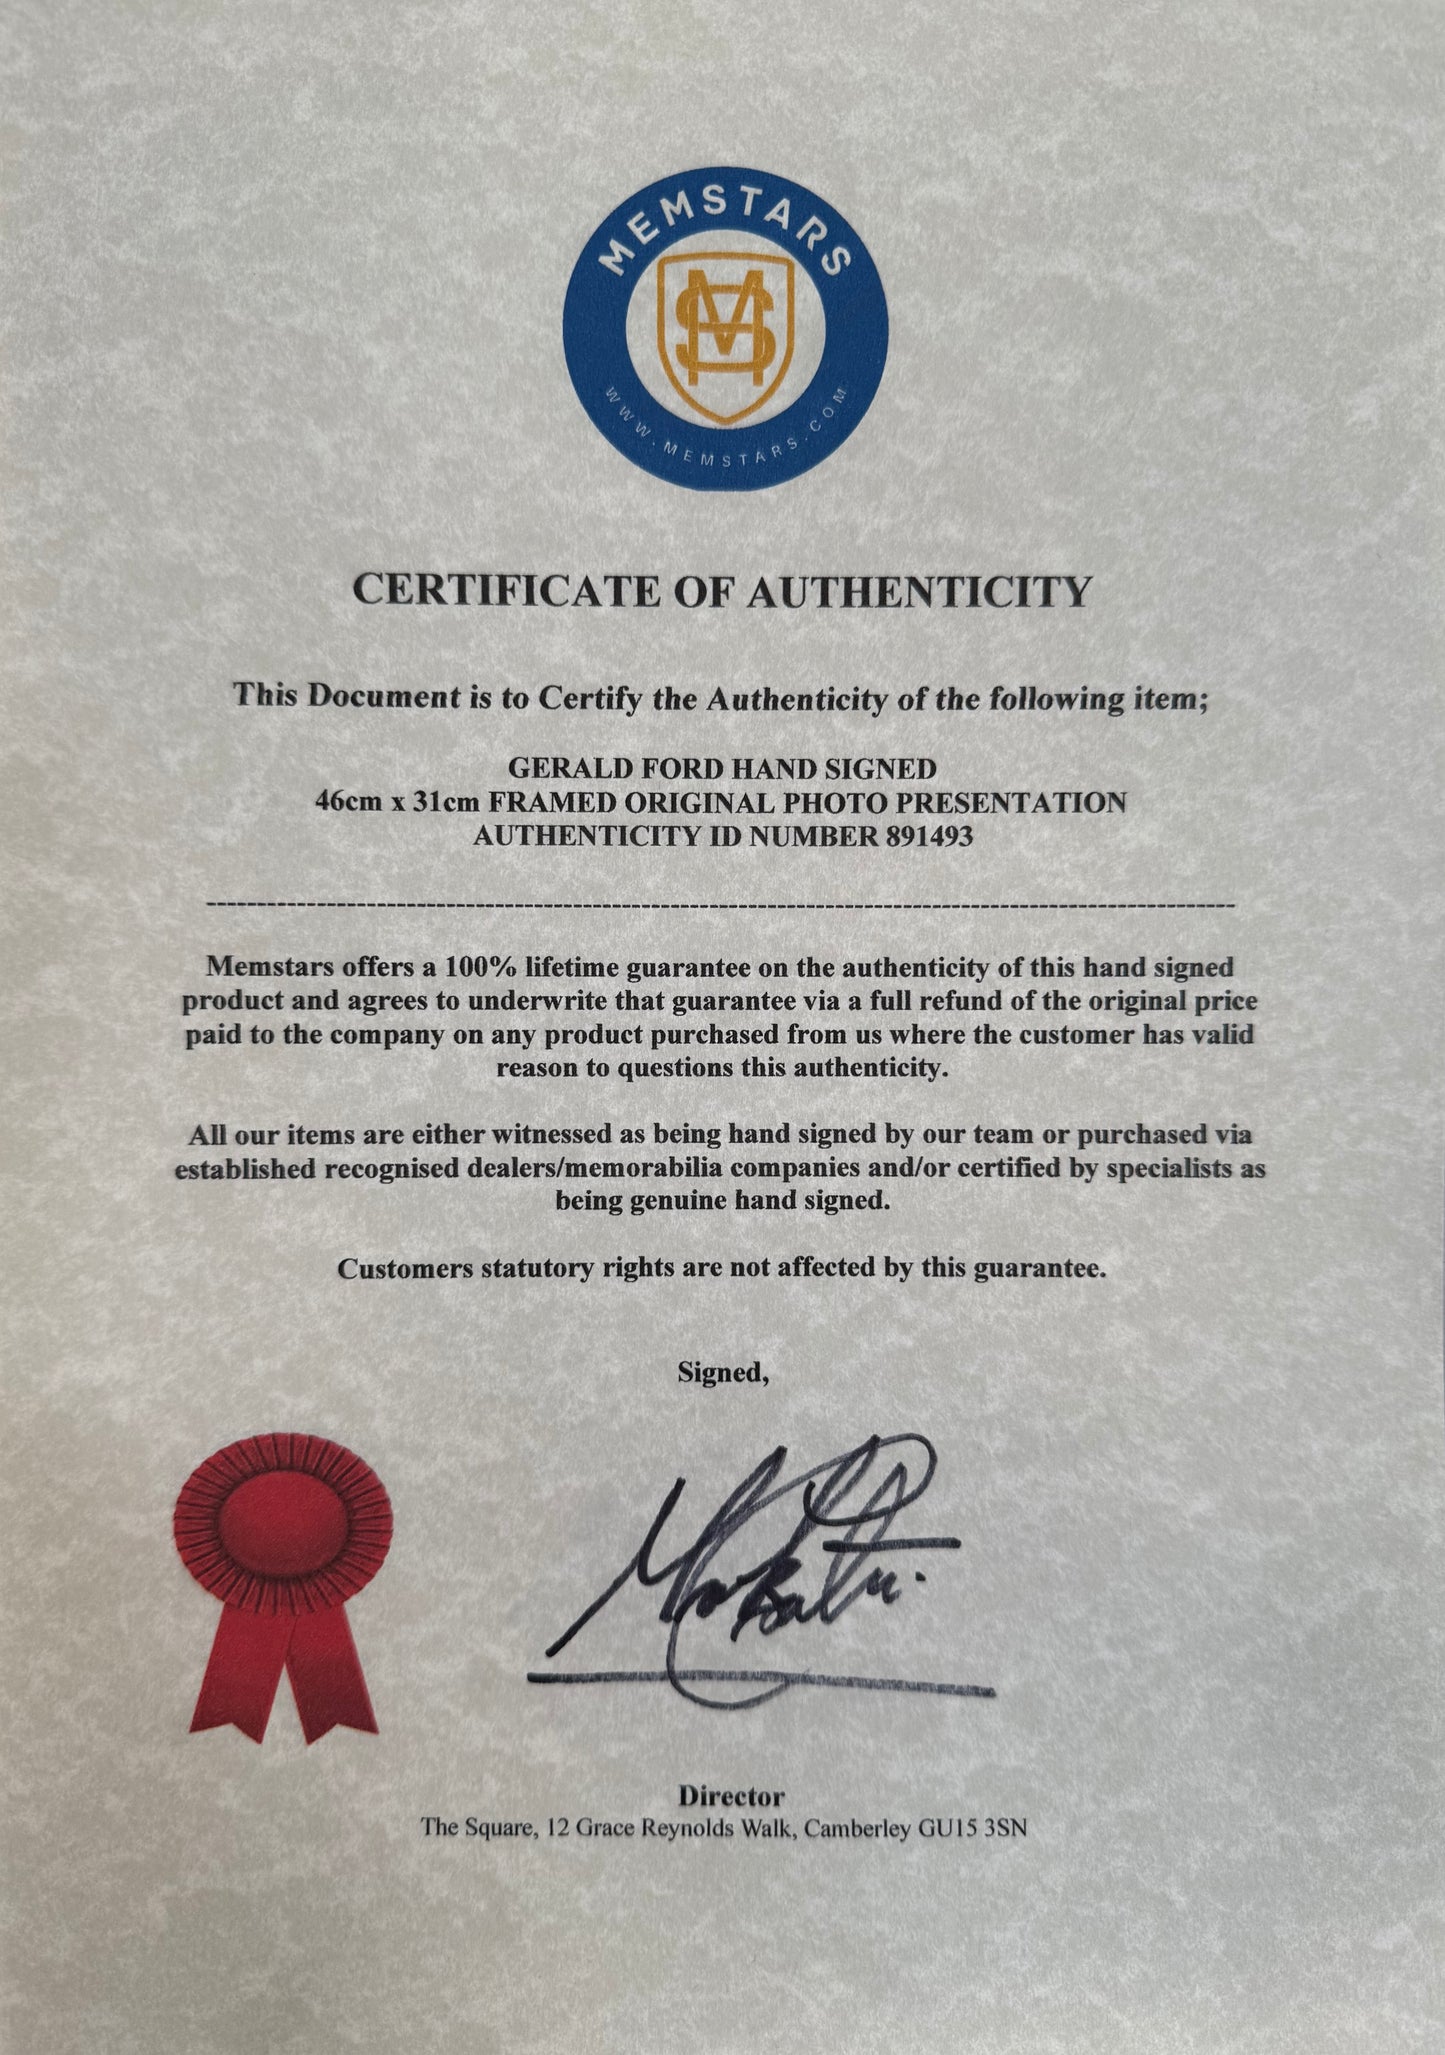 MEMSTARS
WWW.MEMSTARS.COM
CERTIFICATE OF AUTHENTICITY
This Document is to Certify the Authenticity of the following item;
GERALD FORD HAND SIGNED
46cm x 31cm FRAMED ORIGINAL PHOTO PRESENTATION
AUTHENTICITY ID NUMBER 891493
Memstars offers a 100% lifetime guarantee on the authenticity of this hand signed
product and agrees to underwrite that guarantee via a full refund of the original price
paid to the company on any product purchased from us where the customer has valid
reason to questions this authenticity.
All our items are either witnessed as being hand signed by our team or purchased via
established recognised dealers/memorabilia companies and/or certified by specialists as
being genuine hand signed.
Customers statutory rights are not affected by this guarantee.
Signed,
Director
The Square, 12 Grace Reynolds Walk, Camberley GU15 3SN